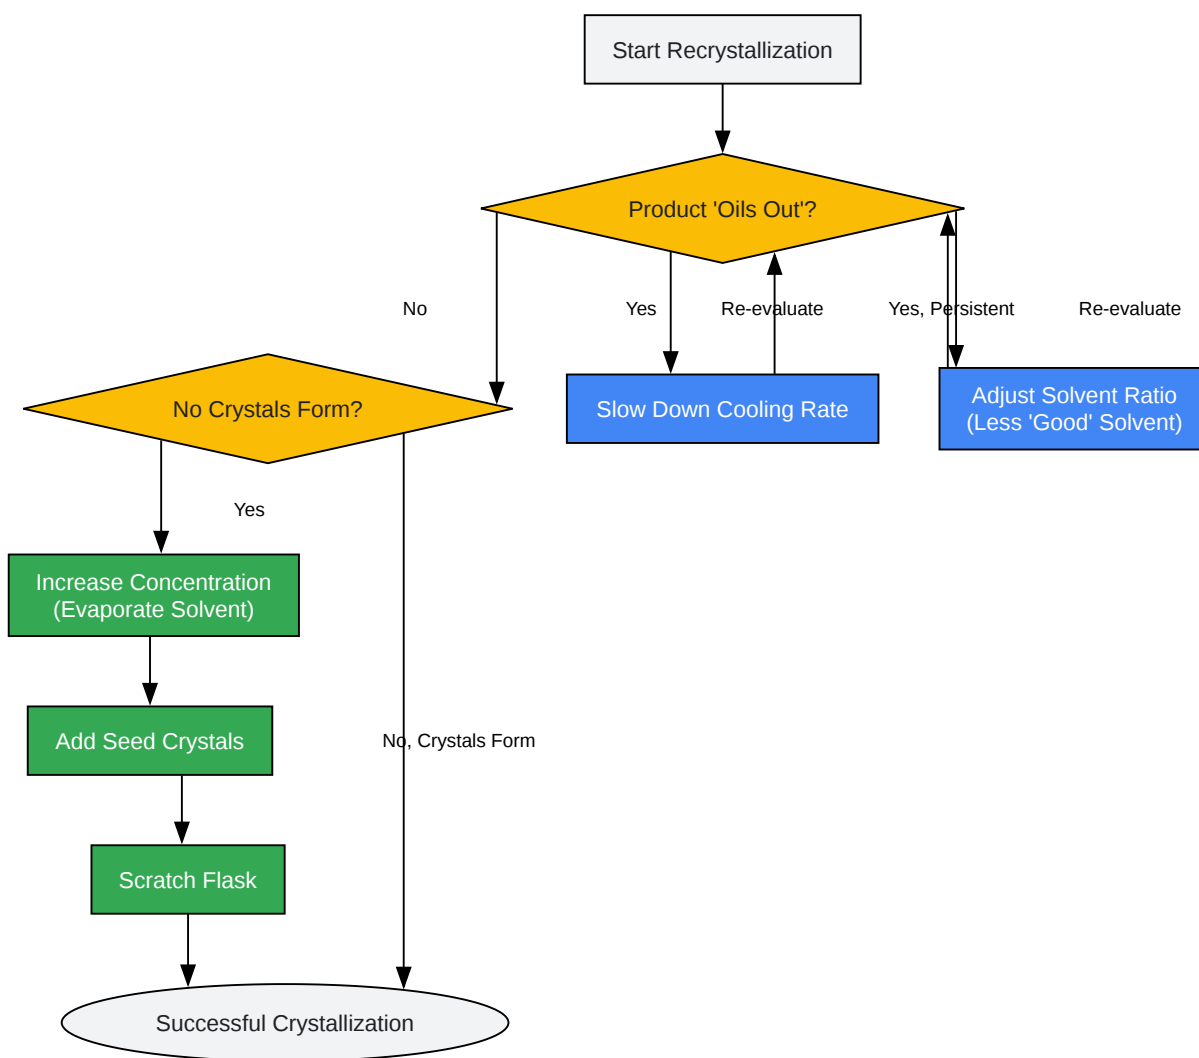 Start Recrystallization
Product 'Oils Out'?
No
Yes
Re-evaluate
Yes, Persistent
Re-evaluate
No Crystals Form?
Slow Down Cooling Rate
Adjust Solvent Ratio
(Less 'Good' Solvent)
Yes
Increase Concentration
(Evaporate Solvent)
Add Seed Crystals
No, Crystals Form
Scratch Flask
Successful Crystallization